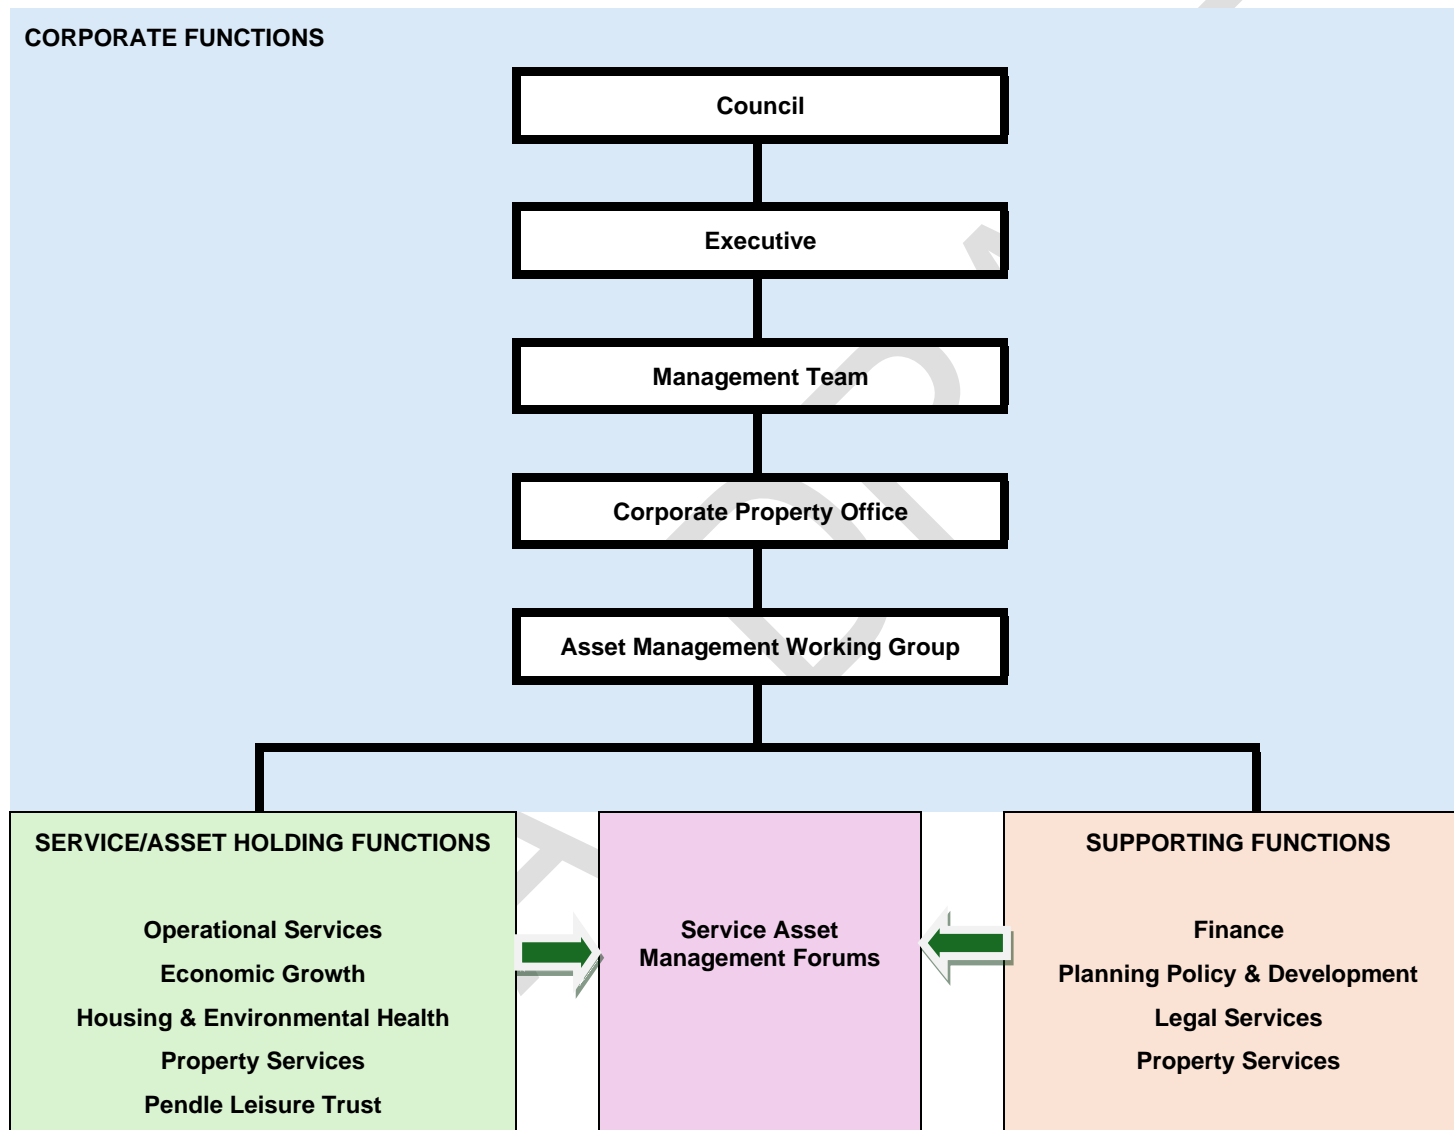 CORPORATE FUNCTIONS
Council
Executive
Management Team
Corporate Property Office
Asset Management Working Group
SERVICE/ASSET HOLDING FUNCTIONS
Operational Services
Economic Growth
Housing & Environmental Health
Property Services
Pendle Leisure Trust
Service Asset
Management Forums
SUPPORTING FUNCTIONS
Finance
Planning Policy & Development
Legal Services
Property Services